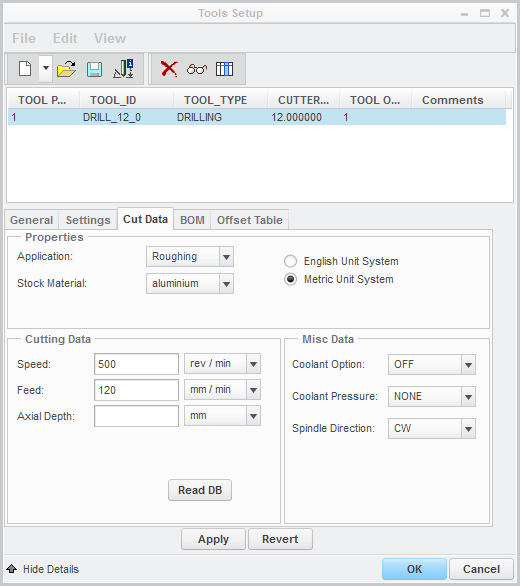 Tools Setup
File Edit View
TOOL P... TOOL_ID TOOL_TYPE CUTTER... TOOL O... Comments
1 DRILL_12_0 DRILLING 12.000000 1
General Settings Cut Data BOM Offset Table
Properties
Application: Roughing English Unit System
Stock Material: aluminium Metric Unit System
Cutting Data Misc Data
Speed: 500 rev / min Coolant Option: OFF
Feed: 120 mm / min Coolant Pressure: NONE
Axial Depth: mm Spindle Direction: CW
Read DB
Apply Revert
Hide Details OK Cancel